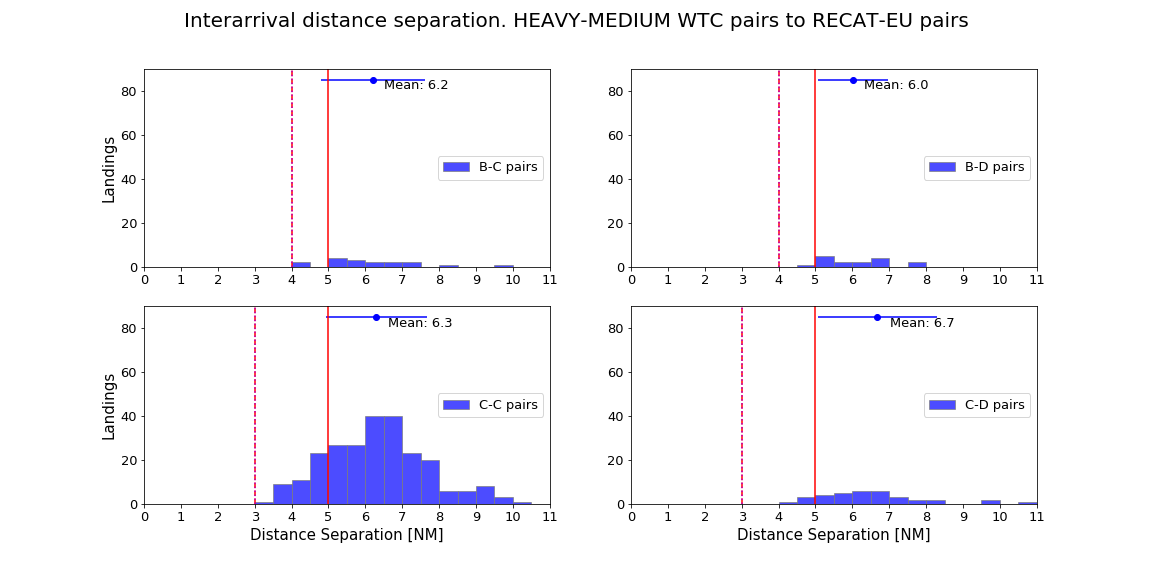 Interarrival distance separation. HEAVY-MEDIUM WTC pairs to RECAT-EU pairs
Landings
80
60
40
20
0
Mean: 6.2
B-C pairs
0 1 2 3 4 5 6 7 8 9 10 11
80
60
40
20
0
Mean: 6.0
B-D pairs
0 1 2 3 4 5 6 7 8 9 10 11
Landings
80
60
40
20
0
Mean: 6.3
C-C pairs
0 1 2 3 4 5 6 7 8 9 10 11
Distance Separation [NM]
80
60
40
20
0
Mean: 6.7
C-D pairs
0 1 2 3 4 5 6 7 8 9 10 11
Distance Separation [NM]